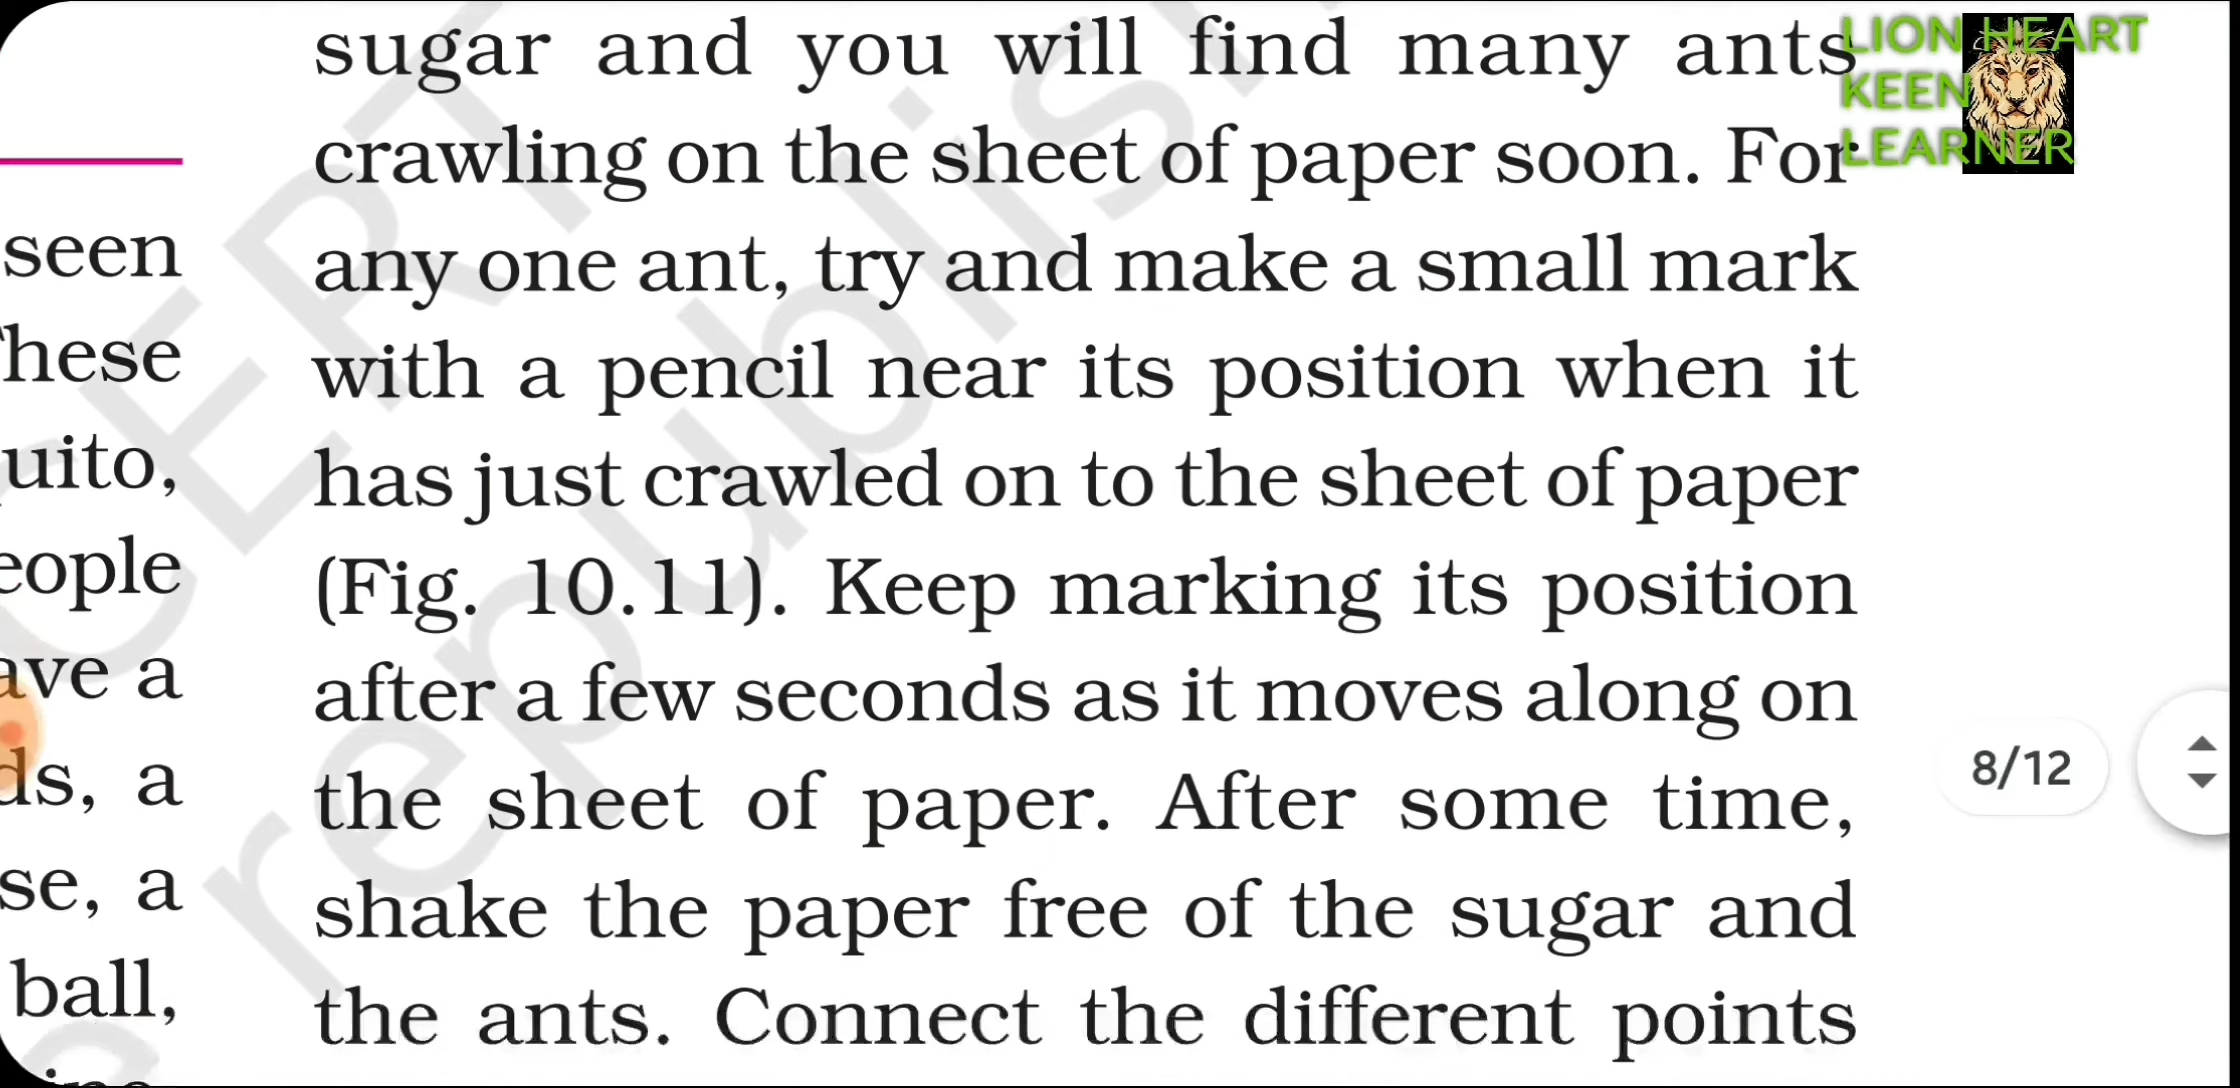 seen
uito,
ave a
ds, a
se, a
ball,
sugar and you will find many ants
crawling on the sheet of paper soon. For
any one ant, try and make a small mark
with a pencil near its position when it
has just crawled on to the sheet of paper
(Fig. 10.11). Keep marking its position
after a few seconds as it moves along on
the sheet of paper. After some time,
shake the paper free of the sugar and
the ants. Connect the different points
LION HEART
KEEN
LEARNER
8/12